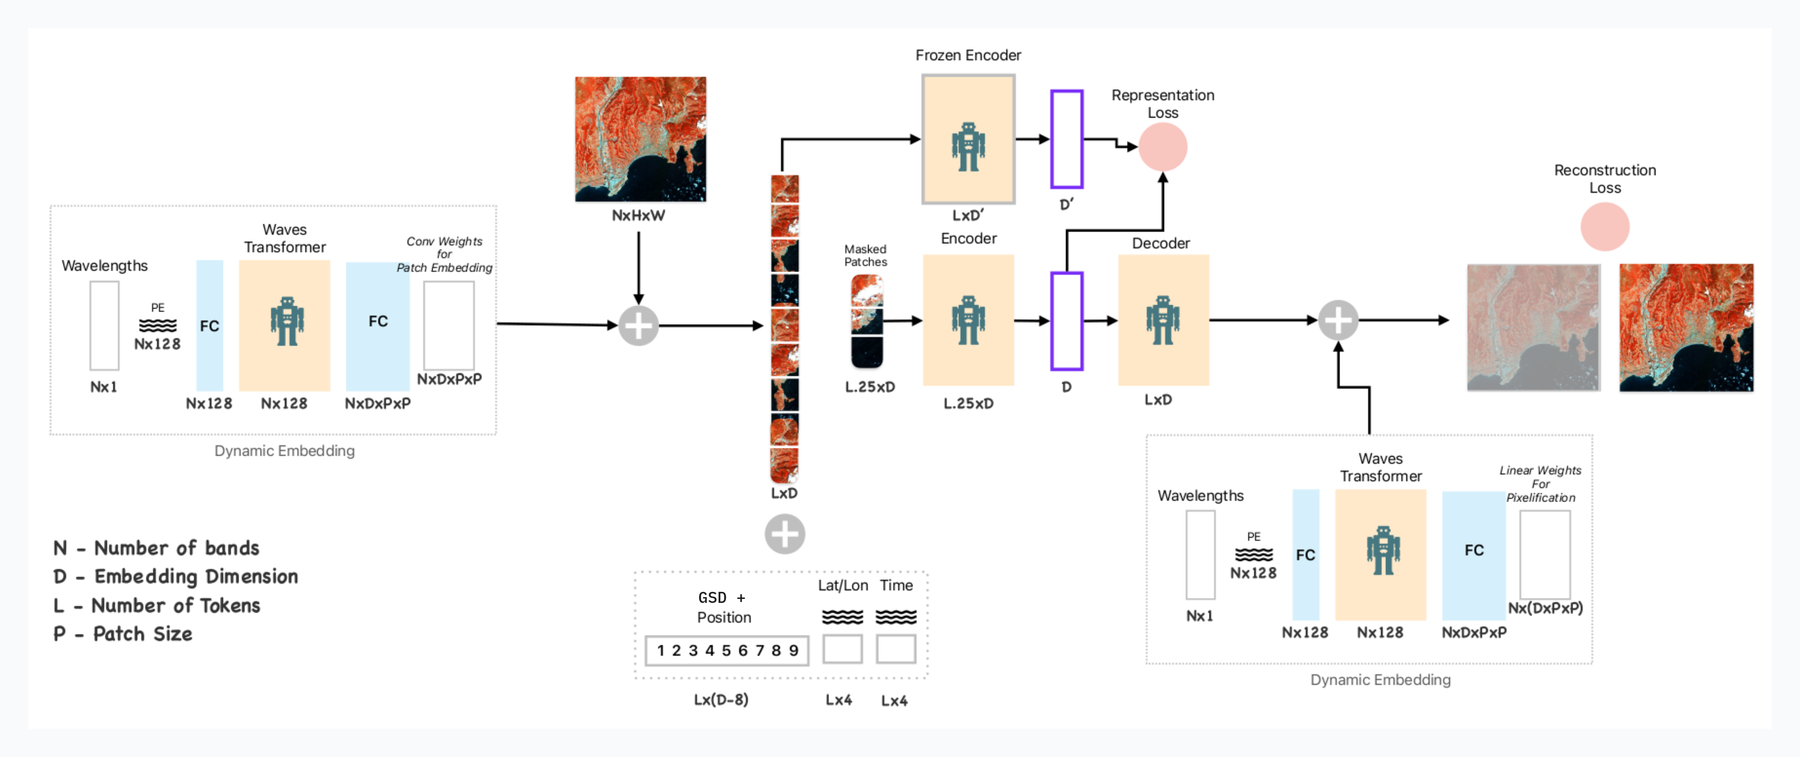 Frozen Encoder
Representation
Loss
D'
LxD'
NxHxW
Reconstruction
Loss
Waves
Transformer
Conv Weights
for
Patch Embedding
Wavelengths
PE
Nx128
FC
FC
Nx1
Nx128
Nx128
NxDxPxP
NxDxPxP
Dynamic Embedding
Masked
Patches
L.25xD
Encoder
L.25xD
D
Decoder
LxD
LxD
Waves
Transformer
Linear Weights
For
Pixelification
Wavelengths
PE
Nx128
FC
FC
Nx1
Nx128
Nx128
NxDxPxP
Nx(DxPxP)
Dynamic Embedding
N - Number of bands
D - Embedding Dimension
L - Number of Tokens
P - Patch Size
GSD +
Position
Lat/Lon
Time
1 2 3 4 5 6 7 8 9
Lx(D-8)
Lx4
Lx4